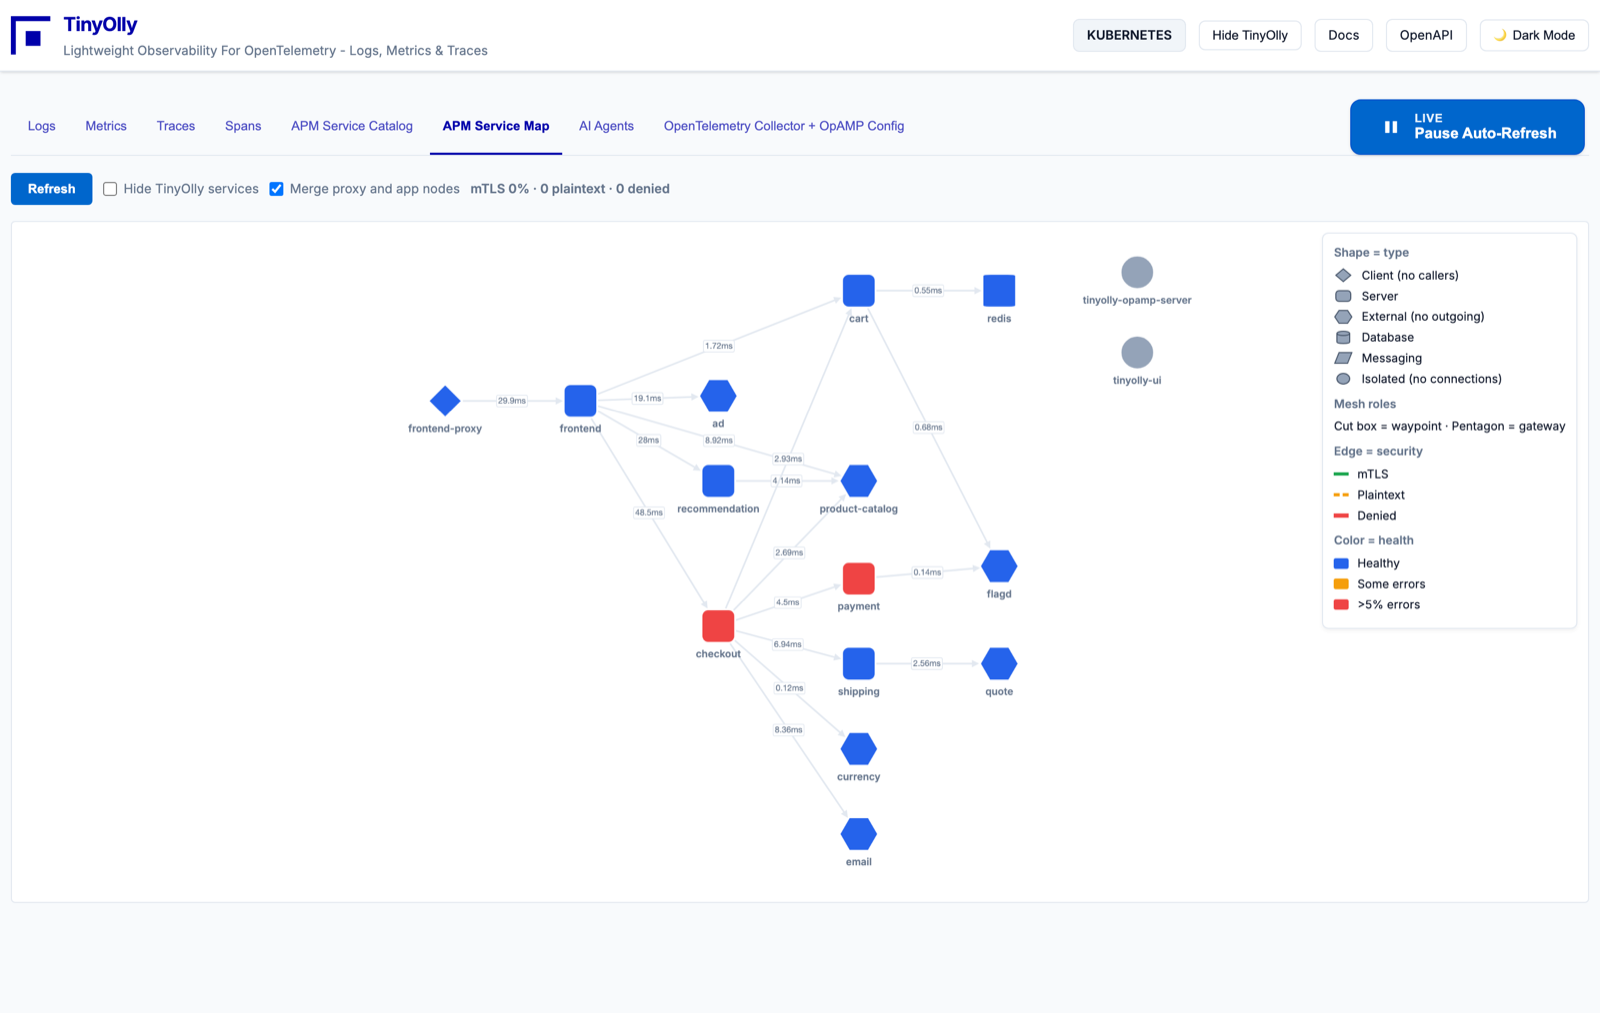 TinyOlly
Lightweight Observability For OpenTelemetry - Logs, Metrics & Traces
KUBERNETES
Hide TinyOlly
Docs
OpenAPI
🌙 Dark Mode
Logs
Metrics
Traces
Spans
APM Service Catalog
APM Service Map
AI Agents
OpenTelemetry Collector + OpAMP Config
LIVE
Pause Auto-Refresh
Refresh
Hide TinyOlly services
Merge proxy and app nodes
mTLS 0% · 0 plaintext · 0 denied
cart
0.55ms
redis
tinyolly-opamp-server
tinyolly-ui
1.72ms
frontend-proxy
29.9ms
frontend
19.1ms
ad
28ms
8.92ms
0.68ms
2.93ms
recommendation
4.14ms
product-catalog
48.5ms
2.69ms
payment
0.14ms
flagd
4.5ms
checkout
6.94ms
shipping
2.56ms
quote
0.12ms
8.36ms
currency
email
Shape = type
Client (no callers)
Server
External (no outgoing)
Database
Messaging
Isolated (no connections)
Mesh roles
Cut box = waypoint · Pentagon = gateway
Edge = security
mTLS
Plaintext
Denied
Color = health
Healthy
Some errors
>5% errors